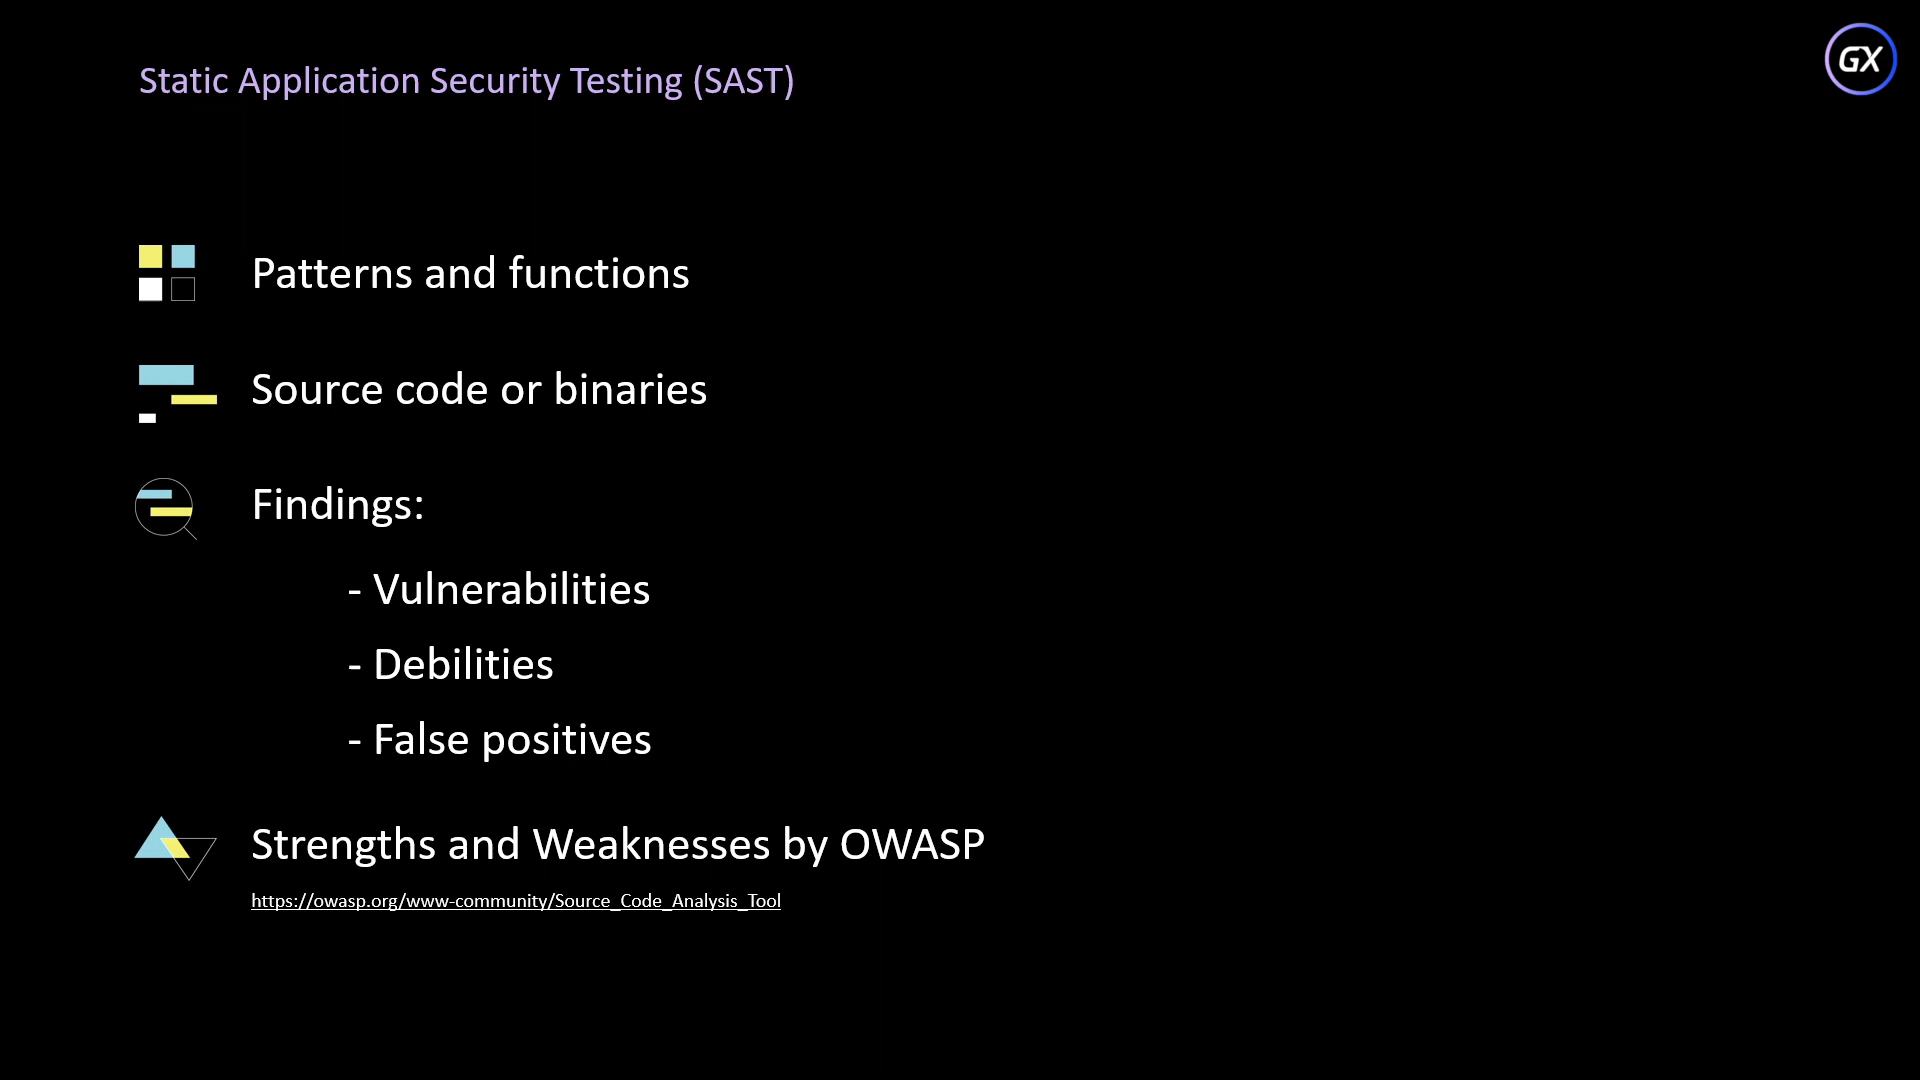 Static Application Security Testing (SAST)
GX
Patterns and functions
Source code or binaries
Findings:
- Vulnerabilities
- Debilities
- False positives
Strengths and Weaknesses by OWASP
https://owasp.org/www-community/Source_Code_Analysis_Tool